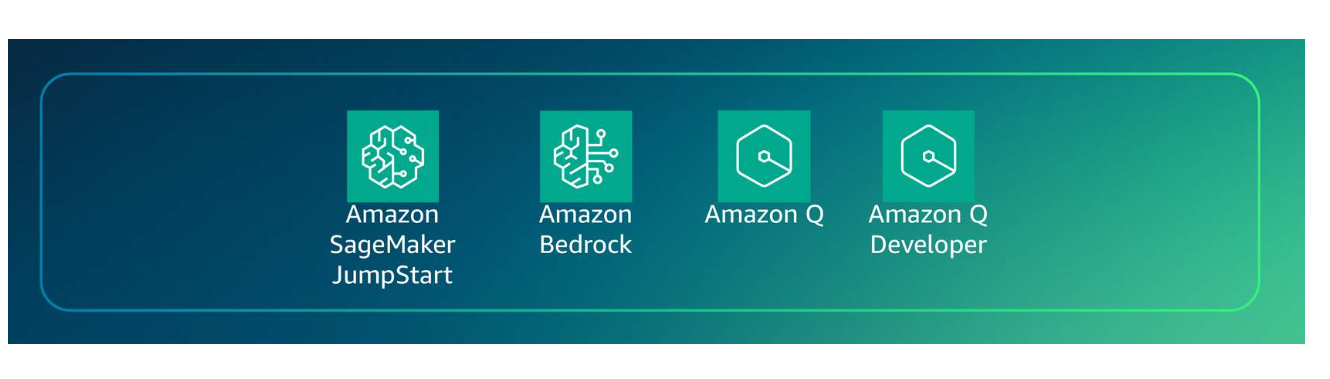 Amazon
SageMaker
JumpStart
Amazon
Bedrock
Amazon Q
Amazon Q
Developer